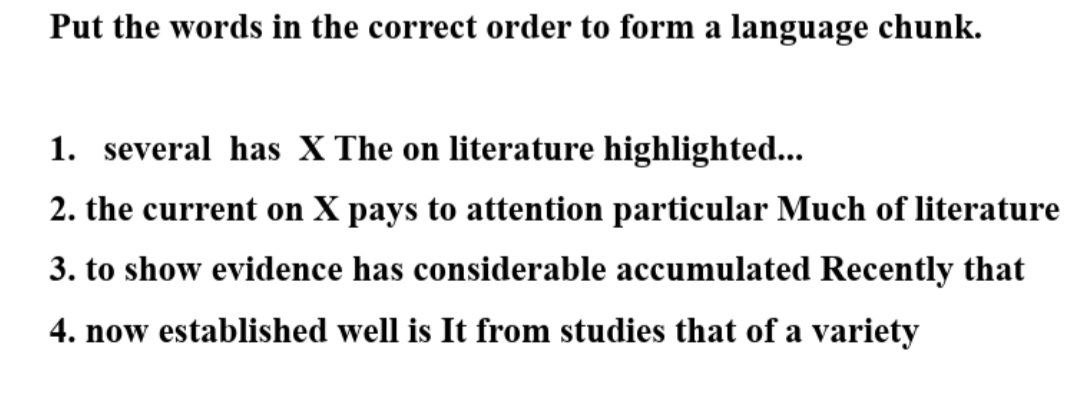 Put the words in the correct order to form a language chunk.
1. several has X The on literature highlighted...
2. the current on X pays to attention particular Much of literature
3. to show evidence has considerable accumulated Recently that
4. now established well is It from studies that of a variety